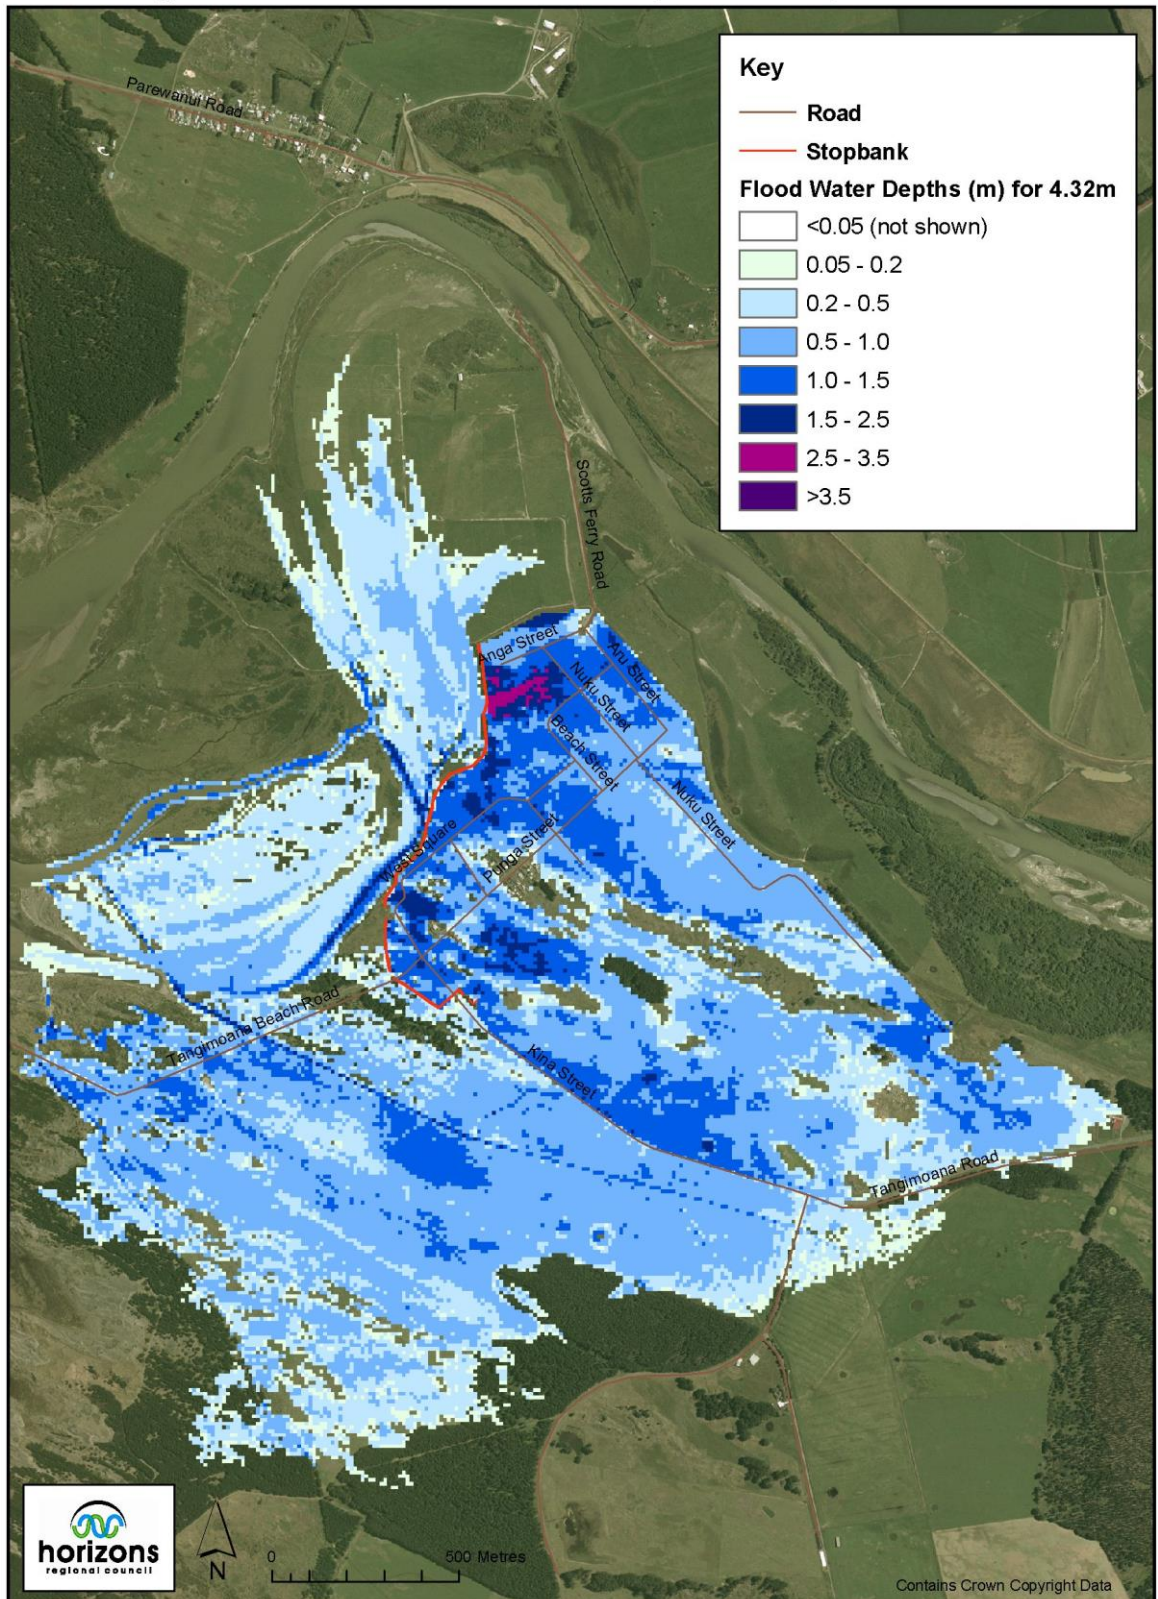 Parewanui Road
Key
Road
Stopbank
Flood Water Depths (m) for 4.32m
<0.05 (not shown)
0.05 - 0.2
0.2 - 0.5
0.5 - 1.0
1.0 - 1.5
1.5 - 2.5
2.5 - 3.5
>3.5
Scotts Ferry Road
Anga Street
Aru Street
Nuku Street
Beach Street
Nuku Street
West Square
Punga Street
Tangimoana Beach Road
Kina Street
Tangimoana Road
horizons
regional council
N
0
500 Metres
Contains Crown Copyright Data